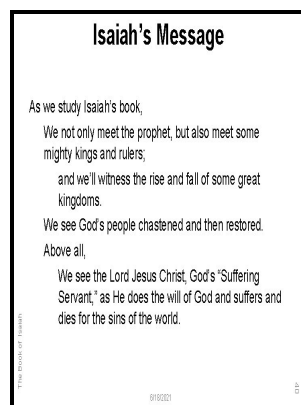 Isaiah's Message
As we study Isaiah's book,
We not only meet the prophet, but also meet some
mighty kings and rulers;
and we'll witness the rise and fall of some great
kingdoms.
We see God's people chastened and then restored.
Above all,
We see the Lord Jesus Christ, God's "Suffering
Servant," as He does the will of God and suffers and
dies for the sins of the world.
The Book of Isaiah
6/18/2021